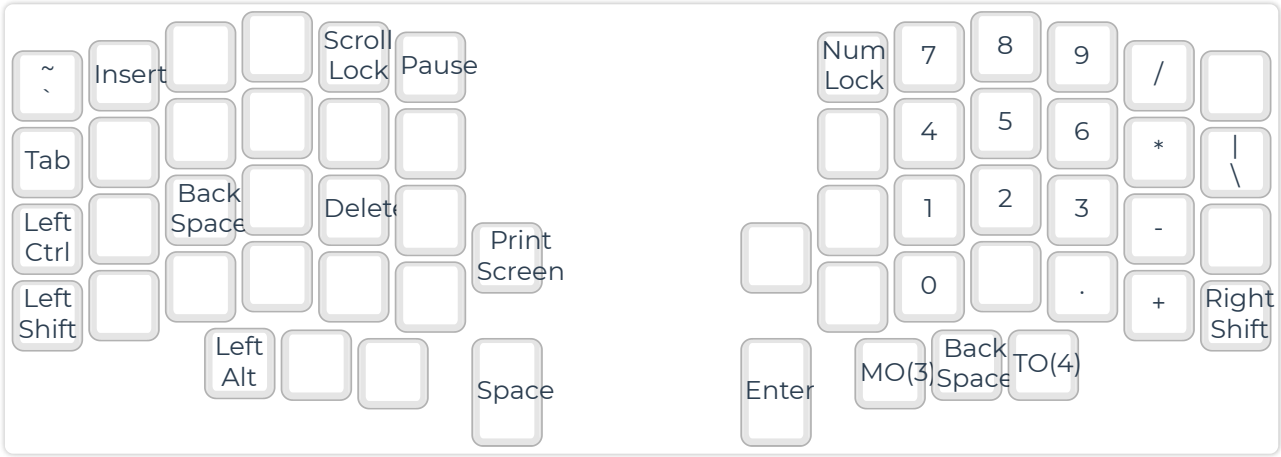 ~
`
Insert
Scroll
Lock
Pause
Num
Lock
7
8
9
/
Tab
4
5
6
*
|
\
Left
Ctrl
Back
Space
Delete
Print
Screen
1
2
3
-
Left
Shift
0
.
+
Right
Shift
Left
Alt
Space
Enter
MO(3)
Back
Space
TO(4)